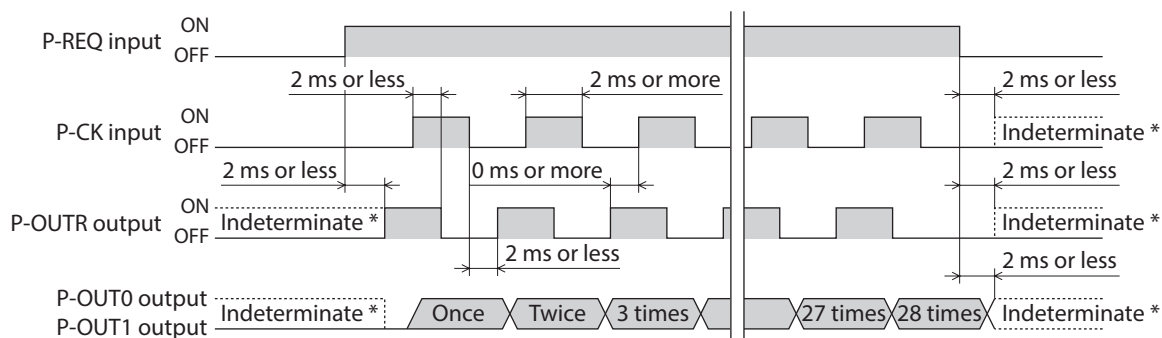 P-REQ input
ON
OFF
2 ms or less
2 ms or more
2 ms or less
P-CK input
ON
OFF
Indeterminate *
2 ms or less
0 ms or more
2 ms or less
P-OUTR output
ON
OFF
Indeterminate *
Indeterminate *
2 ms or less
2 ms or less
P-OUT0 output
P-OUT1 output
Indeterminate *
Once
Twice
3 times
27 times
28 times
Indeterminate *